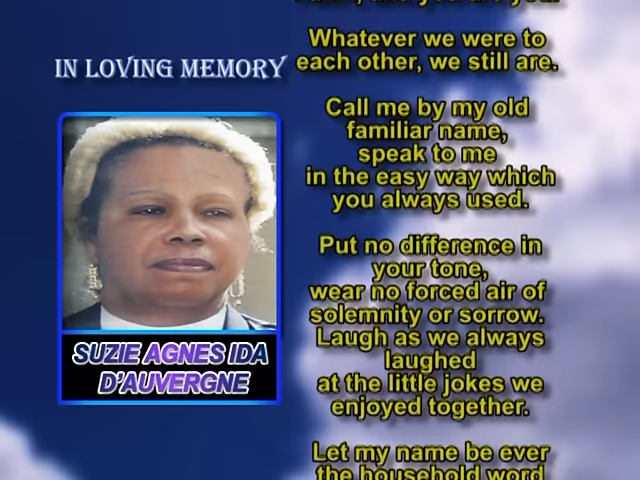 IN LOVING MEMORY
SUZIE AGNES IDA
D'AUVERGNE
Whatever we were to
each other, we still are.
Call me by my old
familiar name,
speak to me
in the easy way which
you always used.
Put no difference in
your tone,
wear no forced air of
solemnity or sorrow.
Laugh as we always
laughed
at the little jokes we
enjoyed together.
Let my name be ever
the household word